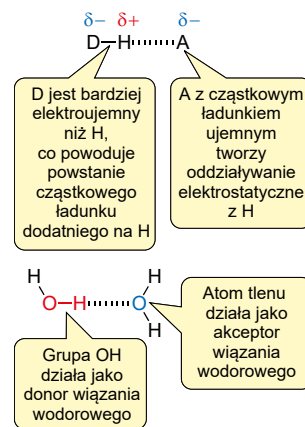 δ− δ+ δ−
D−H A
D jest bardziej
elektroujemny
niż H,
co powoduje
powstanie
cząstkowego
ładunku
dodatniego na H
A z cząstkowym
ładunkiem
ujemnym
tworzy
oddziaływanie
elektrostatyczne
z H
H
O−H
O
H
H
Grupa OH
działa jako
donor wiązania
wodorowego
Atom tlenu
działa jako
akceptor
wiązania
wodorowego